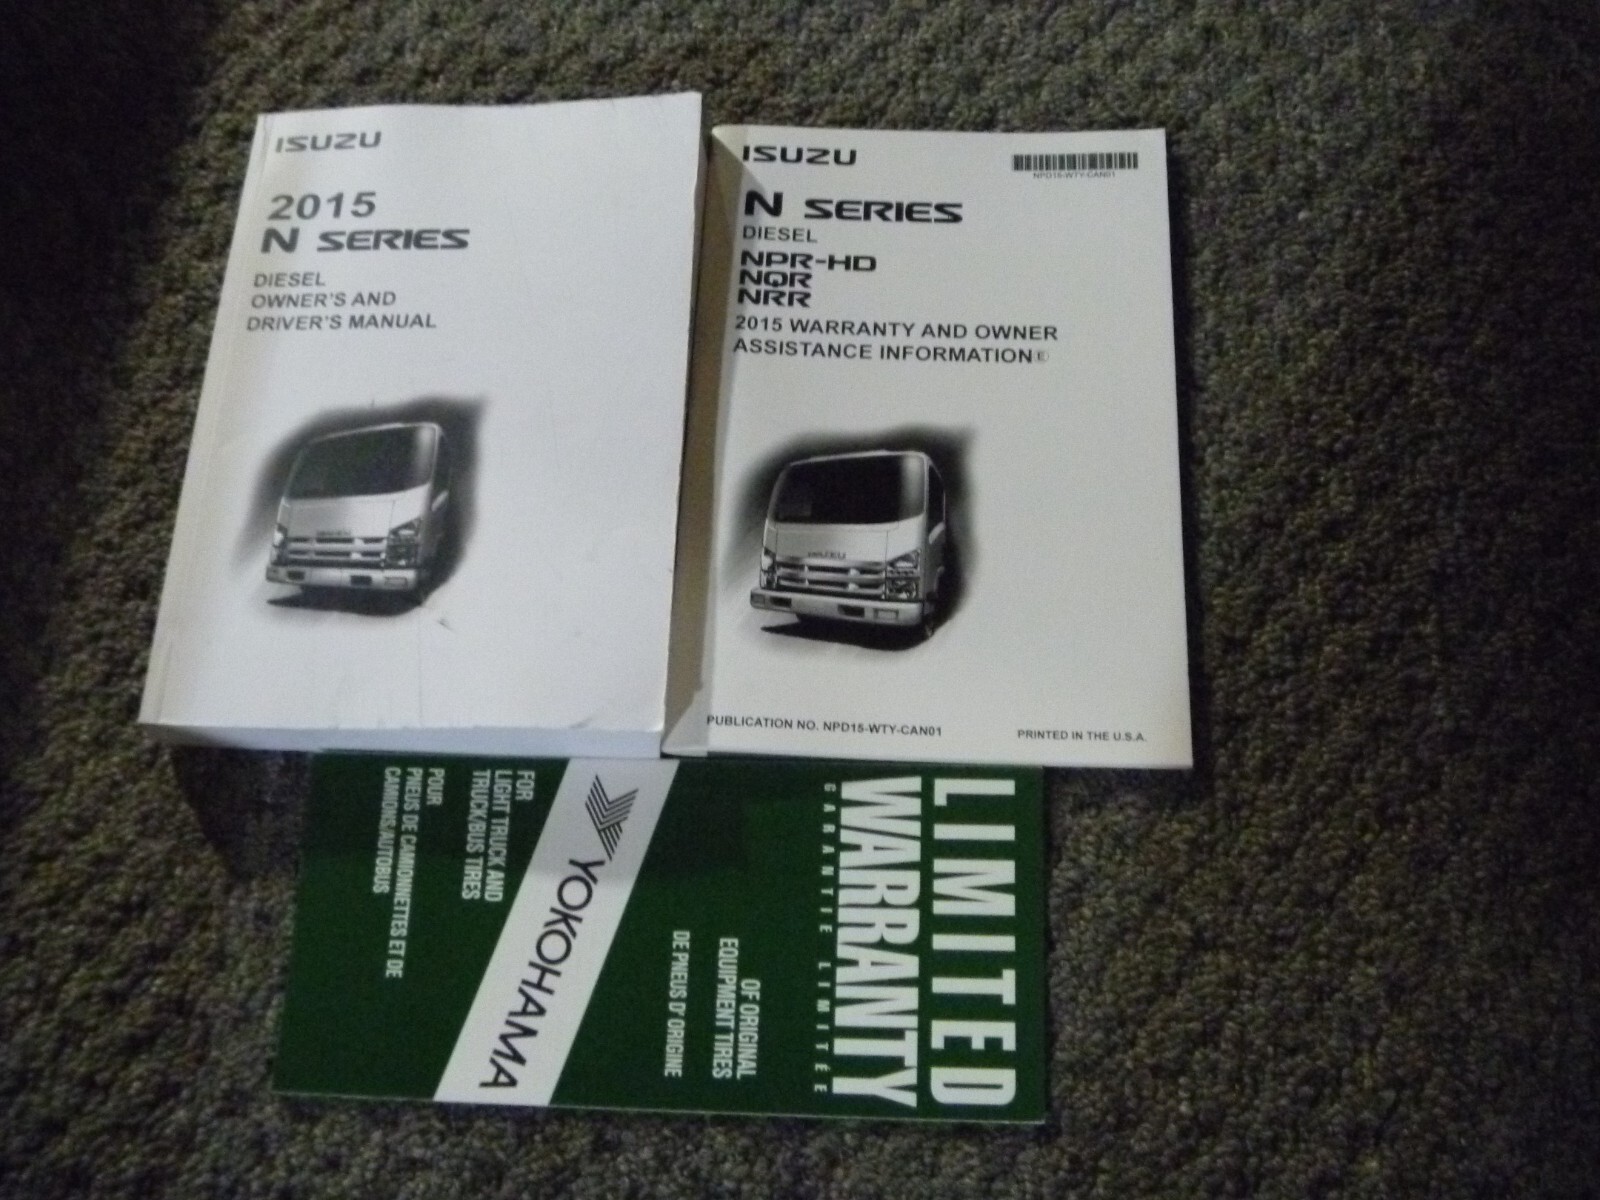 ISUZU
2015
N SERIES
DIESEL
OWNER'S AND
DRIVER'S MANUAL
ISUZU
ISUZU
NPD15-WTY-CAN01
N SERIES
DIESEL
NPR-HD
NQR
NRR
2015 WARRANTY AND OWNER
ASSISTANCE INFORMATION E
ISUZU
PUBLICATION NO. NPD15-WTY-CAN01
PRINTED IN THE U.S.A.
LIMITED
WARRANTY
GARANTIE LIMITÉE
OF ORIGINAL
EQUIPMENT TIRES
DE PNEUS D'ORIGINE
YOKOHAMA
FOR
LIGHT TRUCK AND
TRUCK/BUS TIRES
POUR
PNEUS DE CAMIONNETTES ET DE
CAMIONS/AUTOBUS